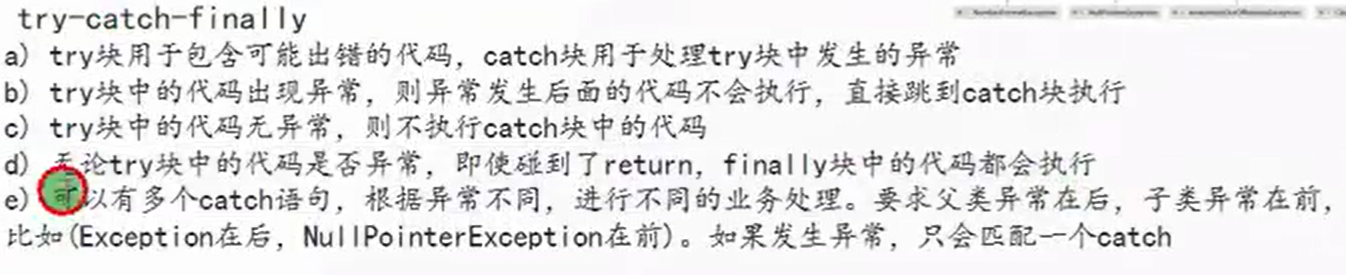 try-catch-finally
a) try块用于包含可能出错的代码，catch块用于处理try块中发生的异常
b) try块中的代码出现异常，则异常发生后面的代码不会执行，直接跳到catch块执行
c) try块中的代码无异常，则不执行catch块中的代码
d) 无论try块中的代码是否异常，即使碰到了return，finally块中的代码都会执行
e) 可以有多个catch语句，根据异常不同，进行不同的业务处理。要求父类异常在后，子类异常在前，
比如(Exception在后，NullPointerException在前)。如果发生异常，只会匹配一个catch